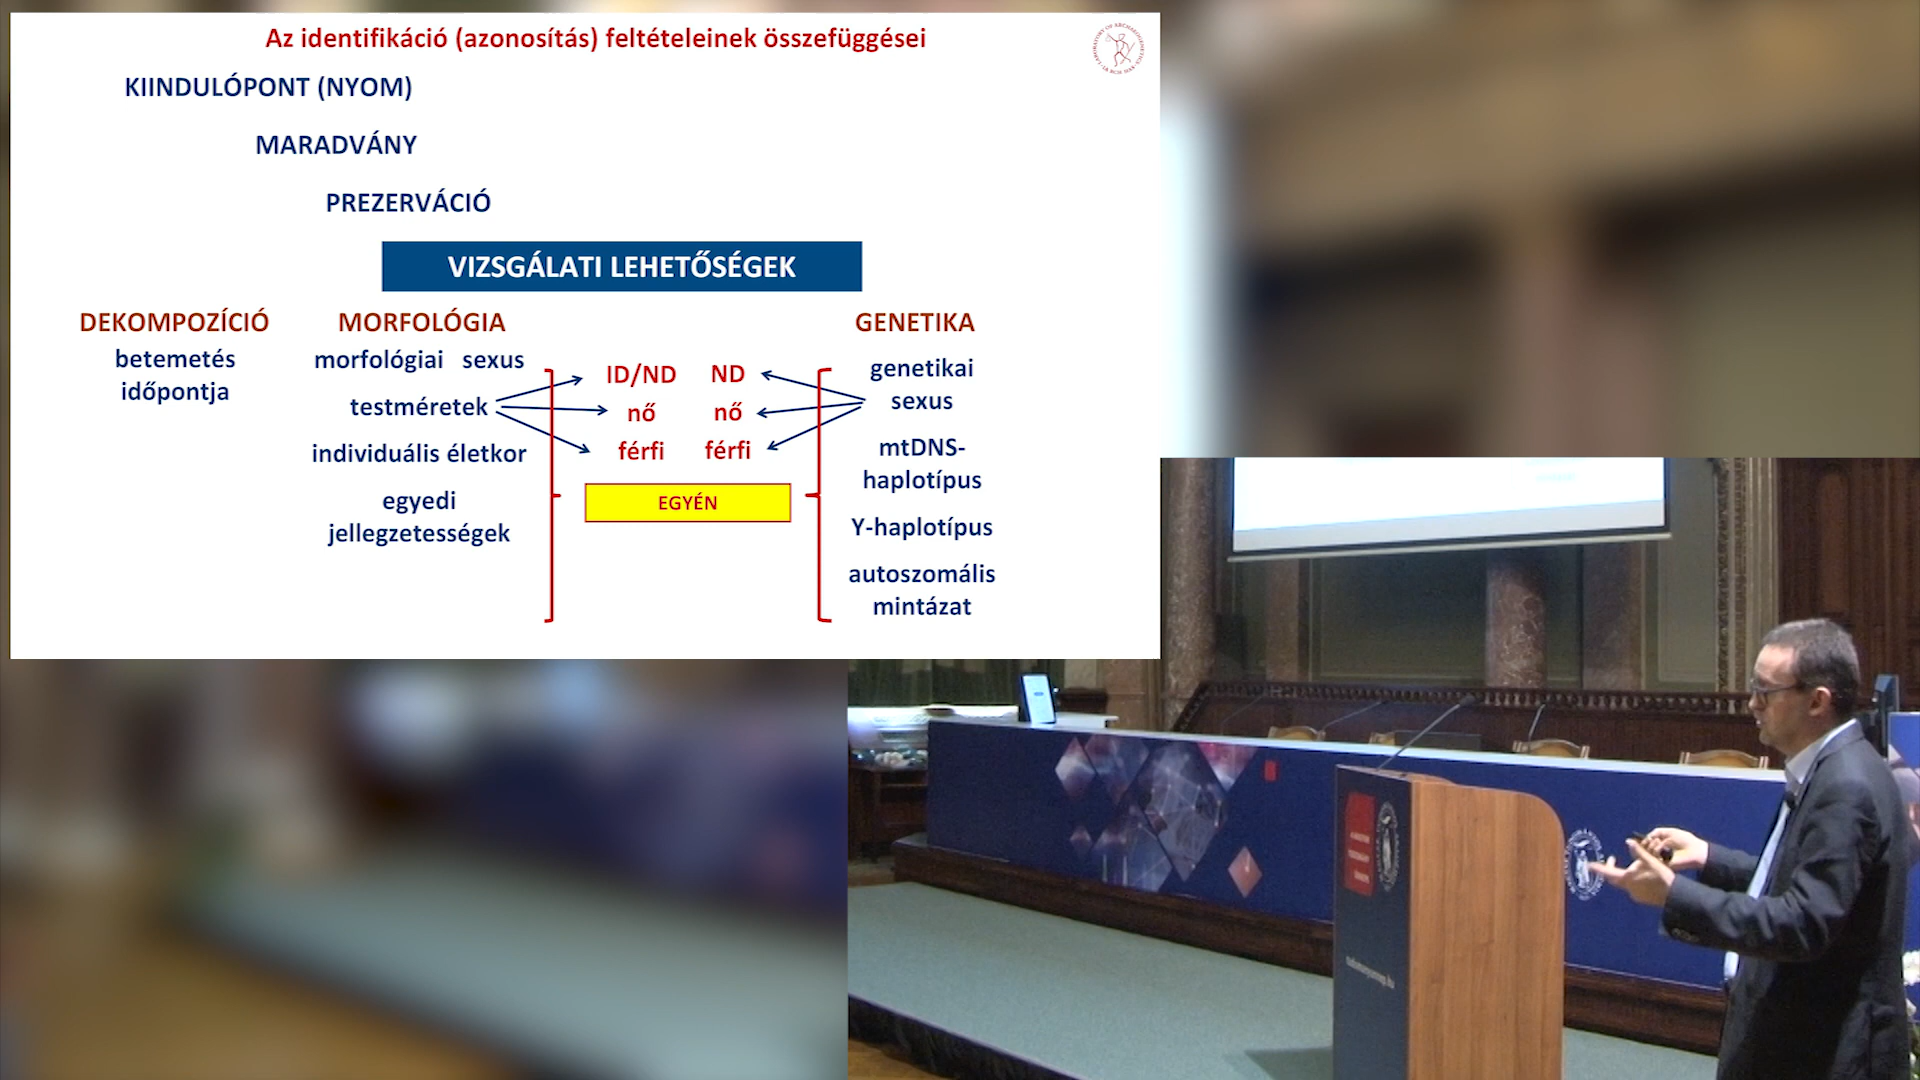 Az identifikáció (azonosítás) feltételeinek összefüggései
KIINDULÓPONT (NYOM)
MARADVÁNY
PREZERVÁCIÓ
VIZSGÁLATI LEHETŐSÉGEK
DEKOMPOZÍCIÓ
betemetés
időpontja
MORFOLÓGIA
morfológiai sexus
testméretek
individuális életkor
egyedi
jellegzetességek
ID/ND ND
nő nő
férfi férfi
EGYÉN
GENETIKA
genetikai
sexus
mtDNS-
haplotípus
Y-haplotípus
autoszomális
mintázat